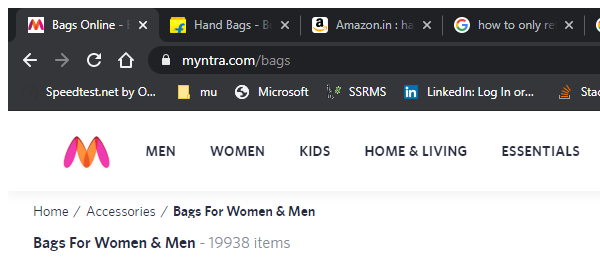 Bags Online - B Hand Bags - B Amazon.in : ha how to only re
myntra.com/bags
Speedtest.net by O... mu Microsoft SSRMS LinkedIn: Log In or... Stac
MEN WOMEN KIDS HOME & LIVING ESSENTIALS
Home / Accessories / Bags For Women & Men
Bags For Women & Men - 19938 items